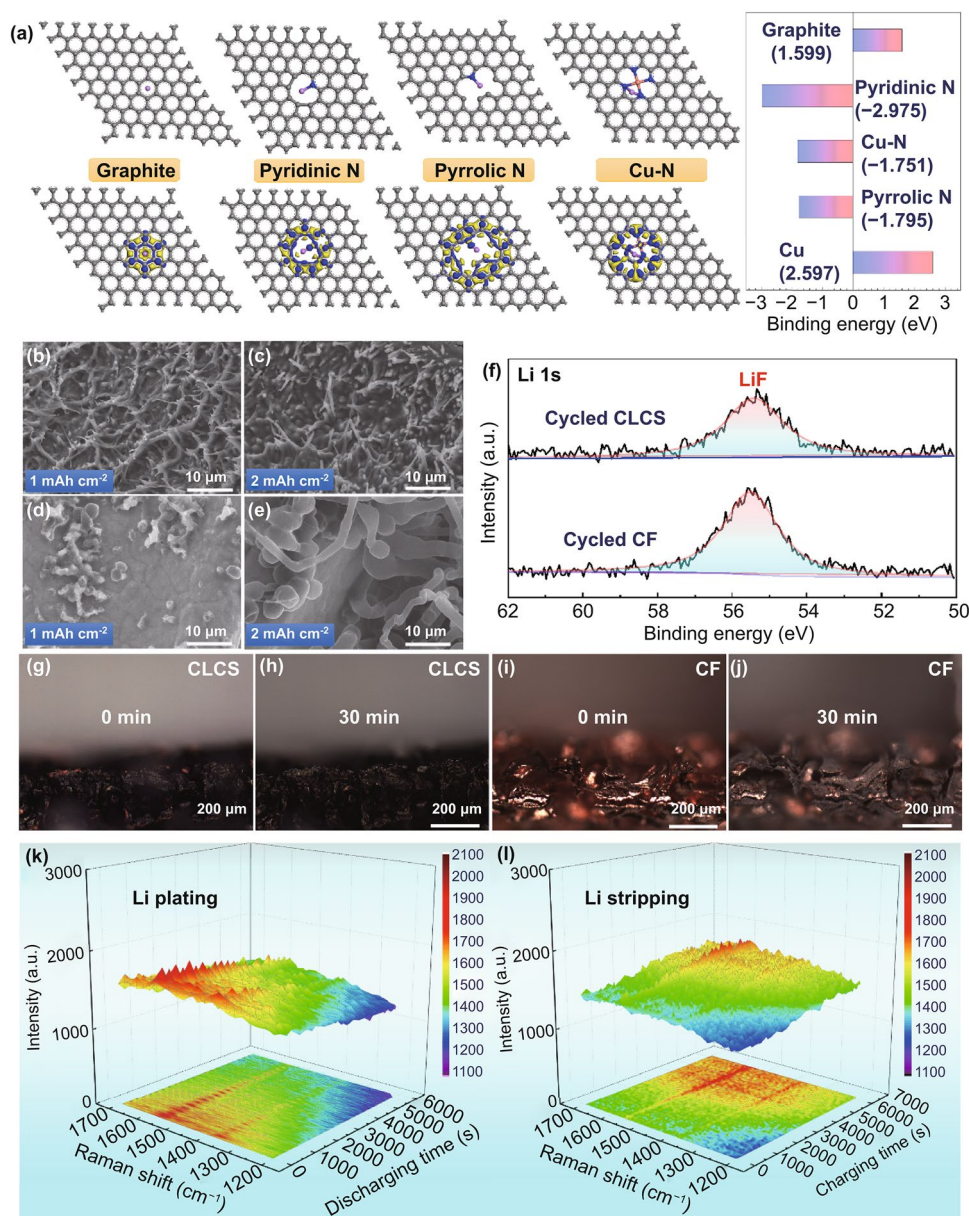 (a)
Graphite
Pyridinic N
Pyrrolic N
Cu-N
Graphite
(1.599)
Pyridinic N
(−2.975)
Cu-N
(−1.751)
Pyrrolic N
(−1.795)
Cu
(2.597)
−3 −2 −1 0 1 2 3
Binding energy (eV)
(b)
1 mAh cm⁻²
10 µm
(c)
2 mAh cm⁻²
10 µm
(d)
1 mAh cm⁻²
10 µm
(e)
2 mAh cm⁻²
10 µm
(f)
Li 1s
LiF
Cycled CLCS
Cycled CF
Intensity (a.u.)
62 60 58 56 54 52 50
Binding energy (eV)
(g) CLCS
0 min
200 µm
(h) CLCS
30 min
200 µm
(i) CF
0 min
200 µm
(j) CF
30 min
200 µm
(k)
Li plating
3000
2000
1000
0
Intensity (a.u.)
1700 1600 1500 1400 1300 1200
Raman shift (cm⁻¹)
0 1000 2000 3000 4000 5000 6000
Discharging time (s)
2100
2000
1900
1800
1700
1600
1500
1400
1300
1200
1100
(l)
Li stripping
3000
2000
1000
0
Intensity (a.u.)
1700 1600 1500 1400 1300 1200
Raman shift (cm⁻¹)
0 1000 2000 3000 4000 5000 6000 7000
Charging time (s)
2100
2000
1900
1800
1700
1600
1500
1400
1300
1200
1100